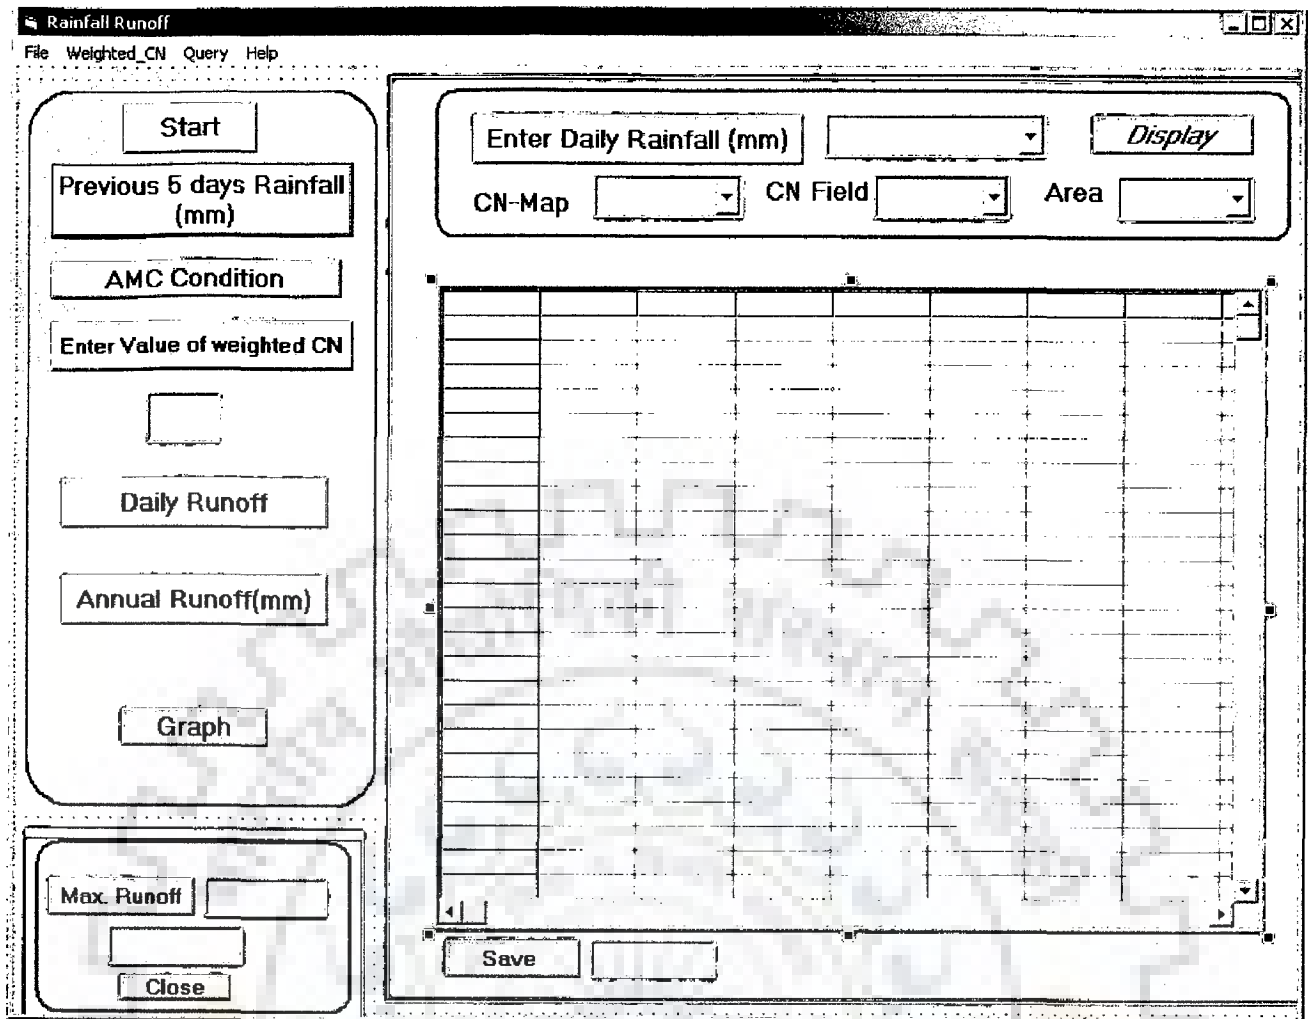 Rainfall Runoff
File Weighted_CN Query Help
Start
Previous 5 days Rainfall
(mm)
AMC Condition
Enter Value of weighted CN
Daily Runoff
Annual Runoff(mm)
Graph
Max. Runoff
Close
Enter Daily Rainfall (mm)
Display
CN-Map CN Field Area
Save